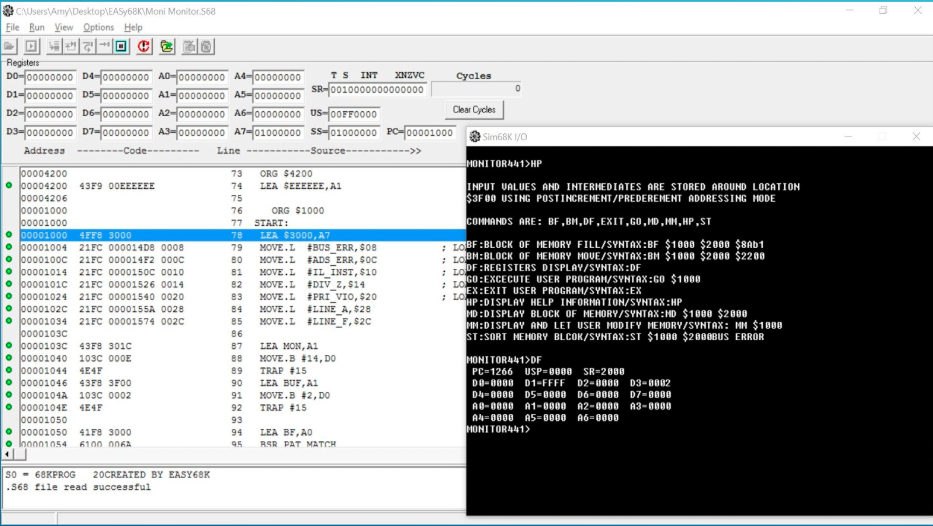 C:\Users\Amy\Desktop\EASy68K\Moni Monitor.S68
File Run View Options Help
Registers
D0=00000000 D4=00000000 A0=00000000 A4=00000000 T S INT XNZVC Cycles
D1=00000000 D5=00000000 A1=00000000 A5=00000000 SR=0010000000000000 0
D2=00000000 D6=00000000 A2=00000000 A6=00000000 US=00FF0000 Clear Cycles
D3=00000000 D7=00000000 A3=00000000 A7=01000000 SS=01000000 PC=00001000
Address --------Code--------- Line -----------Source------------>>
00004200 73 ORG $4200
00004200 43F9 00EEEEEE 74 LEA $EEEEEE,A1
00004206 75
00001000 76 ORG $1000
00001000 77 START:
00001000 4FF8 3000 78 LEA $3000,A7
00001004 21FC 000014D8 0008 79 MOVE.L #BUS_ERR,$08 ; LO
0000100C 21FC 000014F2 000C 80 MOVE.L #ADS_ERR,$0C ; LO
00001014 21FC 0000150C 0010 81 MOVE.L #IL_INST,$10 ; LO
0000101C 21FC 00001526 0014 82 MOVE.L #DIV_Z,$14 ; LO
00001024 21FC 00001540 0020 83 MOVE.L #PRI_VIO,$20 ; LO
0000102C 21FC 0000155A 0028 84 MOVE.L #LINE_A,$28
00001034 21FC 00001574 002C 85 MOVE.L #LINE_F,$2C
0000103C 86
0000103C 43F8 301C 87 LEA MON,A1
00001040 103C 000E 88 MOVE.B #14,D0
00001044 4E4F 89 TRAP #15
00001046 43F8 3F00 90 LEA BUF,A1
0000104A 103C 0002 91 MOVE.B #2,D0
0000104E 4E4F 92 TRAP #15
00001050 93
00001050 41F8 3000 94 LEA BF,A0
00001054 6100 006A 95 BSR PAT_MATCH
S0 = 68KPROG 20CREATED BY EASY68K
.S68 file read successful
Sim68K I/O
MONITOR441>HP
INPUT VALUES AND INTERMEDIATES ARE STORED AROUND LOCATION
$3F00 USING POSTINCREMENT/PREDEREMENT ADDRESSING MODE
COMMANDS ARE: BF,BM,DF,EXIT,GO,MD,MM,HP,ST
BF:BLOCK OF MEMORY FILL/SYNTAX:BF $1000 $2000 $8Ab1
BM:BLOCK OF MEMORY MOVE/SYNTAX:BM $1000 $2000 $2200
DF:REGISTERS DISPLAY/SYNTAX:DF
GO:EXCECUTE USER PROGRAM/SYNTAX:GO $1000
EX:EXIT USER PROGRAM/SYNTAX:EX
HP:DISPLAY HELP INFORMATION/SYNTAX:HP
MD:DISPLAY BLOCK OF MEMORY/SYNTAX:MD $1000 $2000
MM:DISPLAY AND LET USER MODIFY MEMORY/SYNTAX: MM $1000
ST:SORT MEMORY BLCOK/SYNTAX:ST $1000 $2000BUS ERROR
MONITOR441>DF
PC=1266 USP=0000 SR=2000
D0=0000 D1=FFFF D2=0000 D3=0002
D4=0000 D5=0000 D6=0000 D7=0000
A0=0000 A1=0000 A2=0000 A3=0000
A4=0000 A5=0000 A6=0000
MONITOR441>